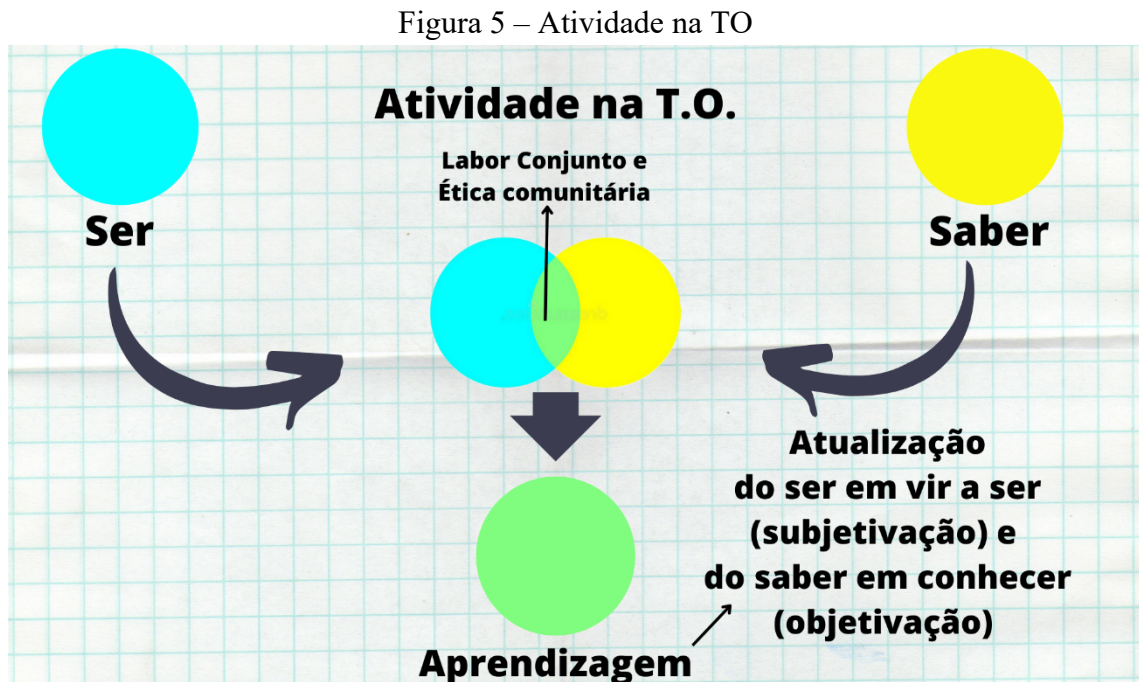 Figura 5 – Atividade na TO
Atividade na T.O.
Labor Conjunto e
Ética comunitária
Ser
Saber
Atualização
do ser em vir a ser
(subjetivação) e
do saber em conhecer
(objetivação)
Aprendizagem